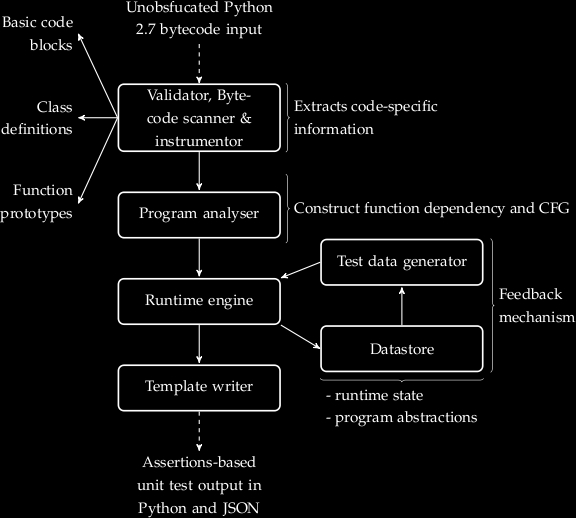 Unobsfucated Python
2.7 bytecode input
Basic code
blocks
Class
definitions
Function
prototypes
Validator, Byte-
code scanner &
instrumentor
Extracts code-specific
information
Program analyser
Construct function dependency and CFG
Test data generator
Runtime engine
Feedback
mechanism
Datastore
Template writer
- runtime state
- program abstractions
Assertions-based
unit test output in
Python and JSON